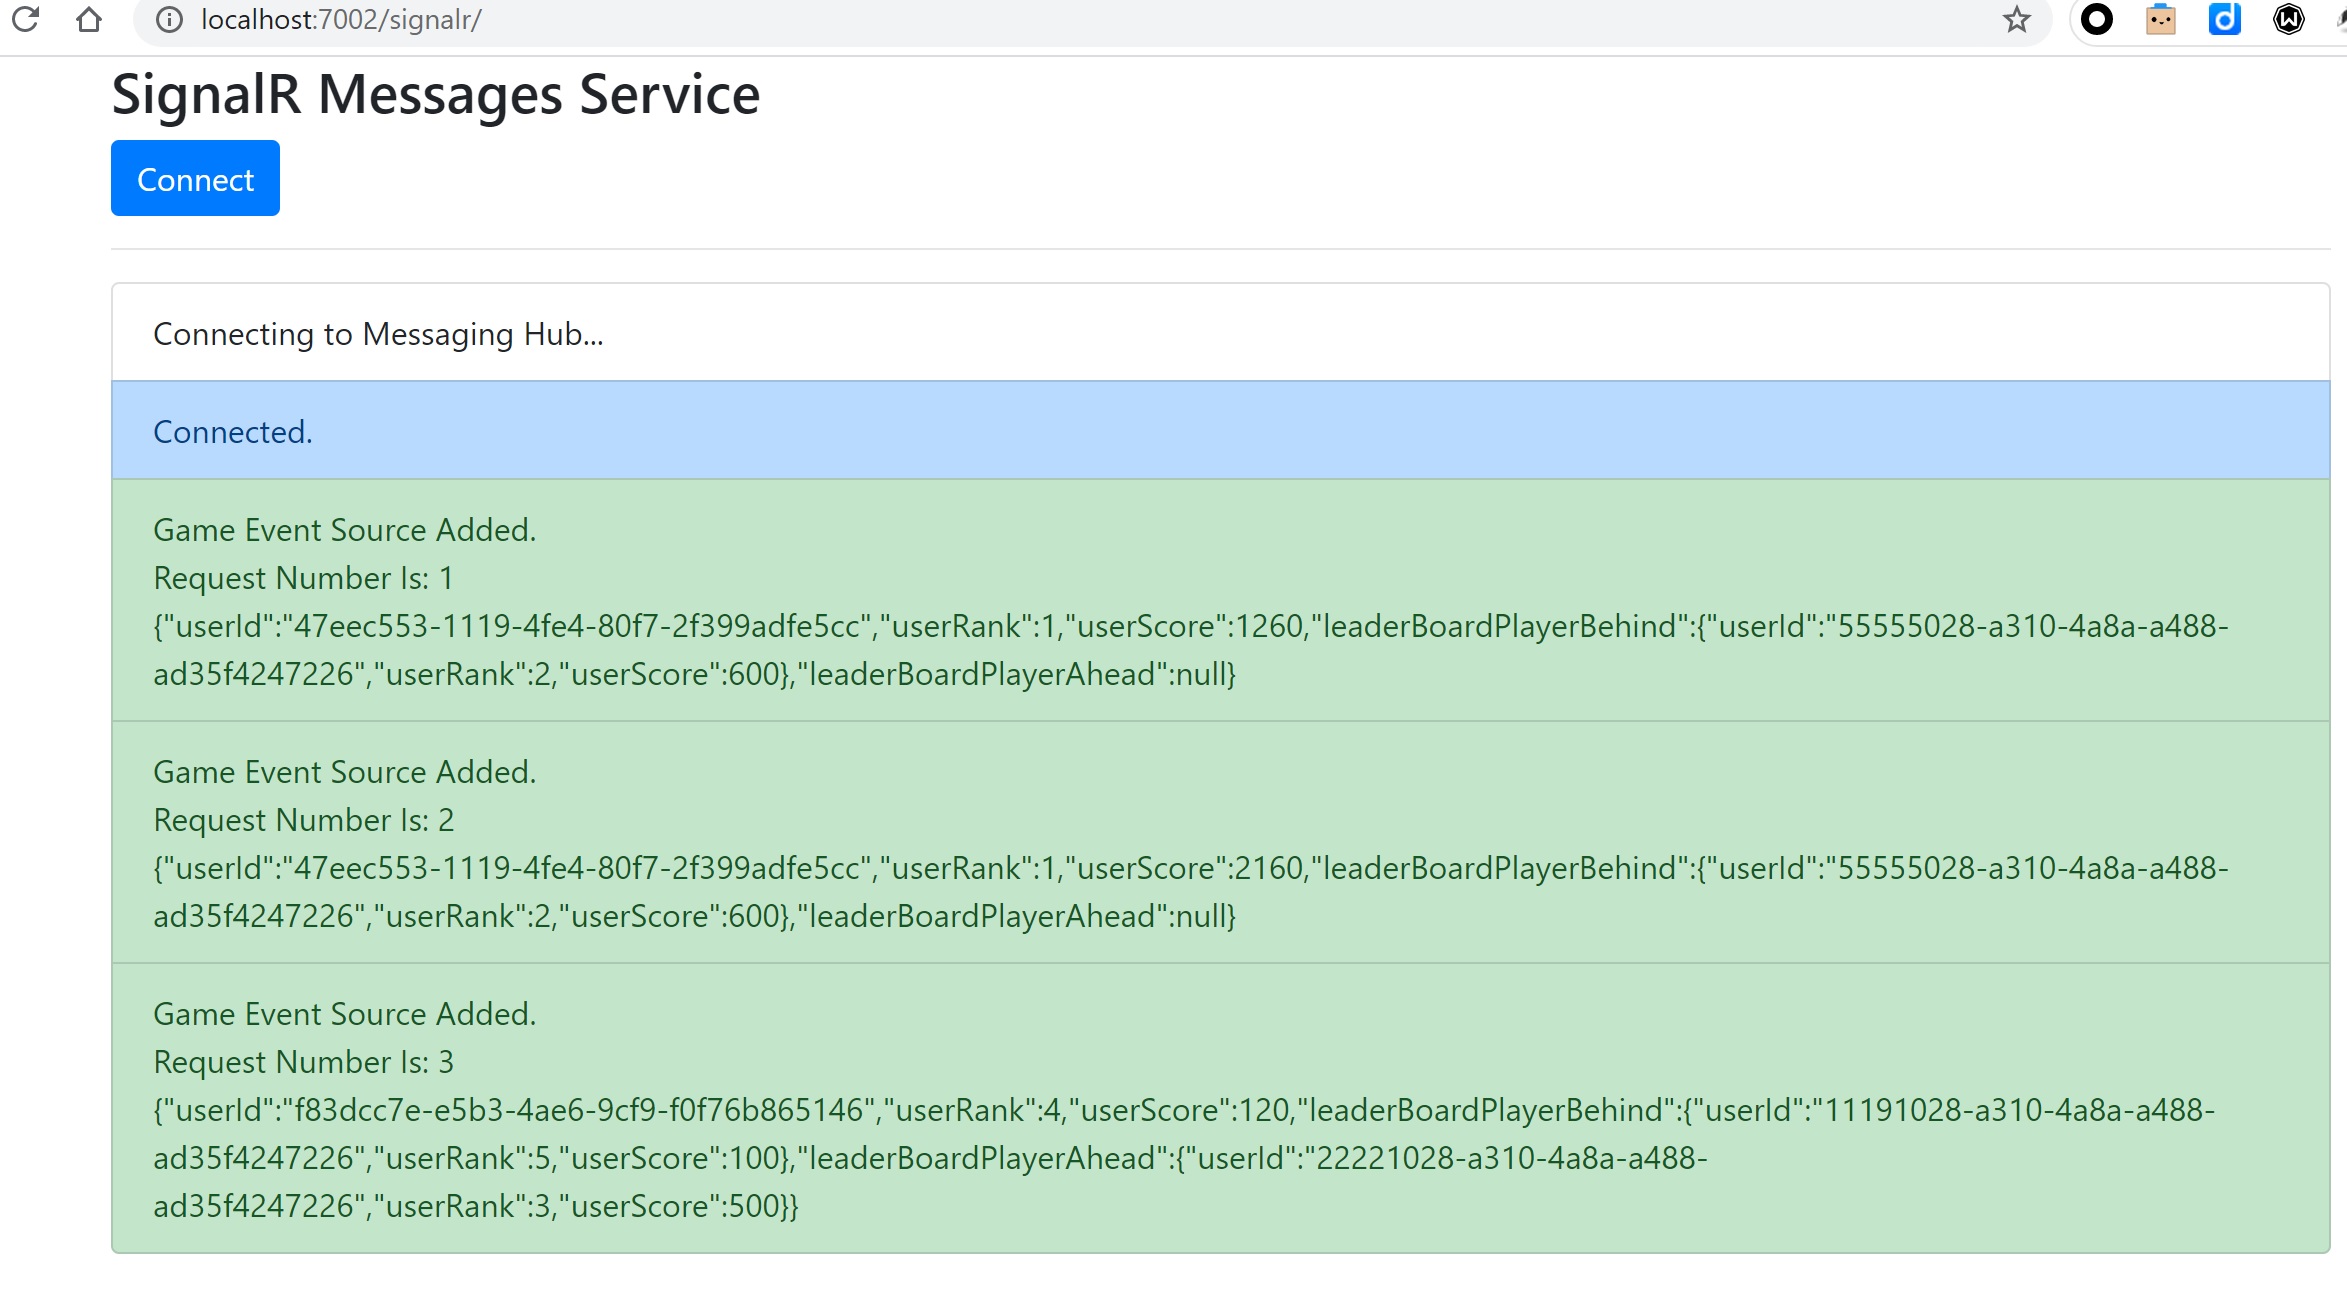 localhost:7002/signalr/
SignalR Messages Service
Connect
Connecting to Messaging Hub...
Connected.
Game Event Source Added.
Request Number Is: 1
{"userId":"47eec553-1119-4fe4-80f7-2f399adfe5cc","userRank":1,"userScore":1260,"leaderBoardPlayerBehind":{"userId":"55555028-a310-4a8a-a488-
ad35f4247226","userRank":2,"userScore":600},"leaderBoardPlayerAhead":null}
Game Event Source Added.
Request Number Is: 2
{"userId":"47eec553-1119-4fe4-80f7-2f399adfe5cc","userRank":1,"userScore":2160,"leaderBoardPlayerBehind":{"userId":"55555028-a310-4a8a-a488-
ad35f4247226","userRank":2,"userScore":600},"leaderBoardPlayerAhead":null}
Game Event Source Added.
Request Number Is: 3
{"userId":"f83dcc7e-e5b3-4ae6-9cf9-f0f76b865146","userRank":4,"userScore":120,"leaderBoardPlayerBehind":{"userId":"11191028-a310-4a8a-a488-
ad35f4247226","userRank":5,"userScore":100},"leaderBoardPlayerAhead":{"userId":"22221028-a310-4a8a-a488-
ad35f4247226","userRank":3,"userScore":500}}